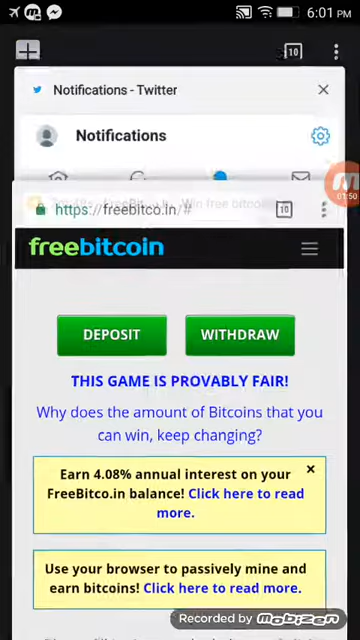 6:01 PM
10
Notifications - Twitter
Notifications
01:50
https://freebitco.in/#
10
freebitcoin
DEPOSIT
WITHDRAW
THIS GAME IS PROVABLY FAIR!
Why does the amount of Bitcoins that you
can win, keep changing?
Earn 4.08% annual interest on your
FreeBitco.in balance! Click here to read
more.
Use your browser to passively mine and
earn bitcoins! Click here to read more.
Recorded by Mobizen